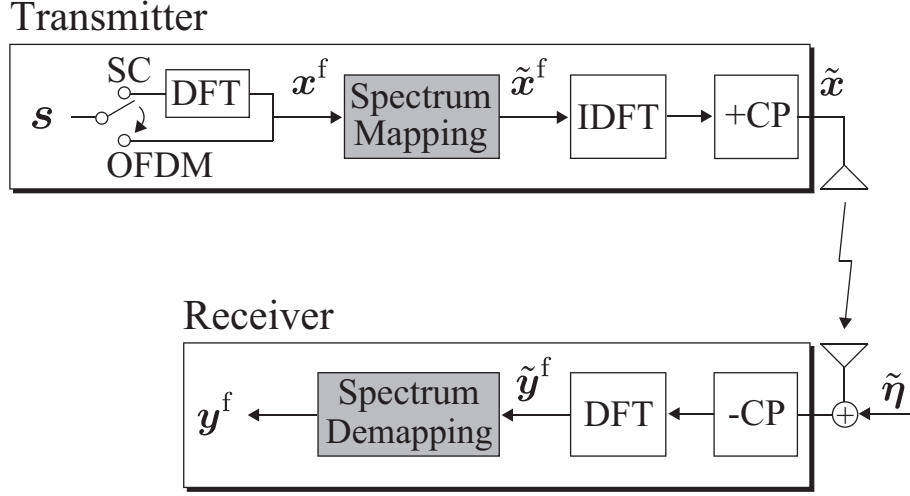 Transmitter
SC
s
DFT
x^f
Spectrum
Mapping
x̃^f
IDFT
+CP
x̃
OFDM
Receiver
y^f
Spectrum
Demapping
ỹ^f
DFT
-CP
+
η̃